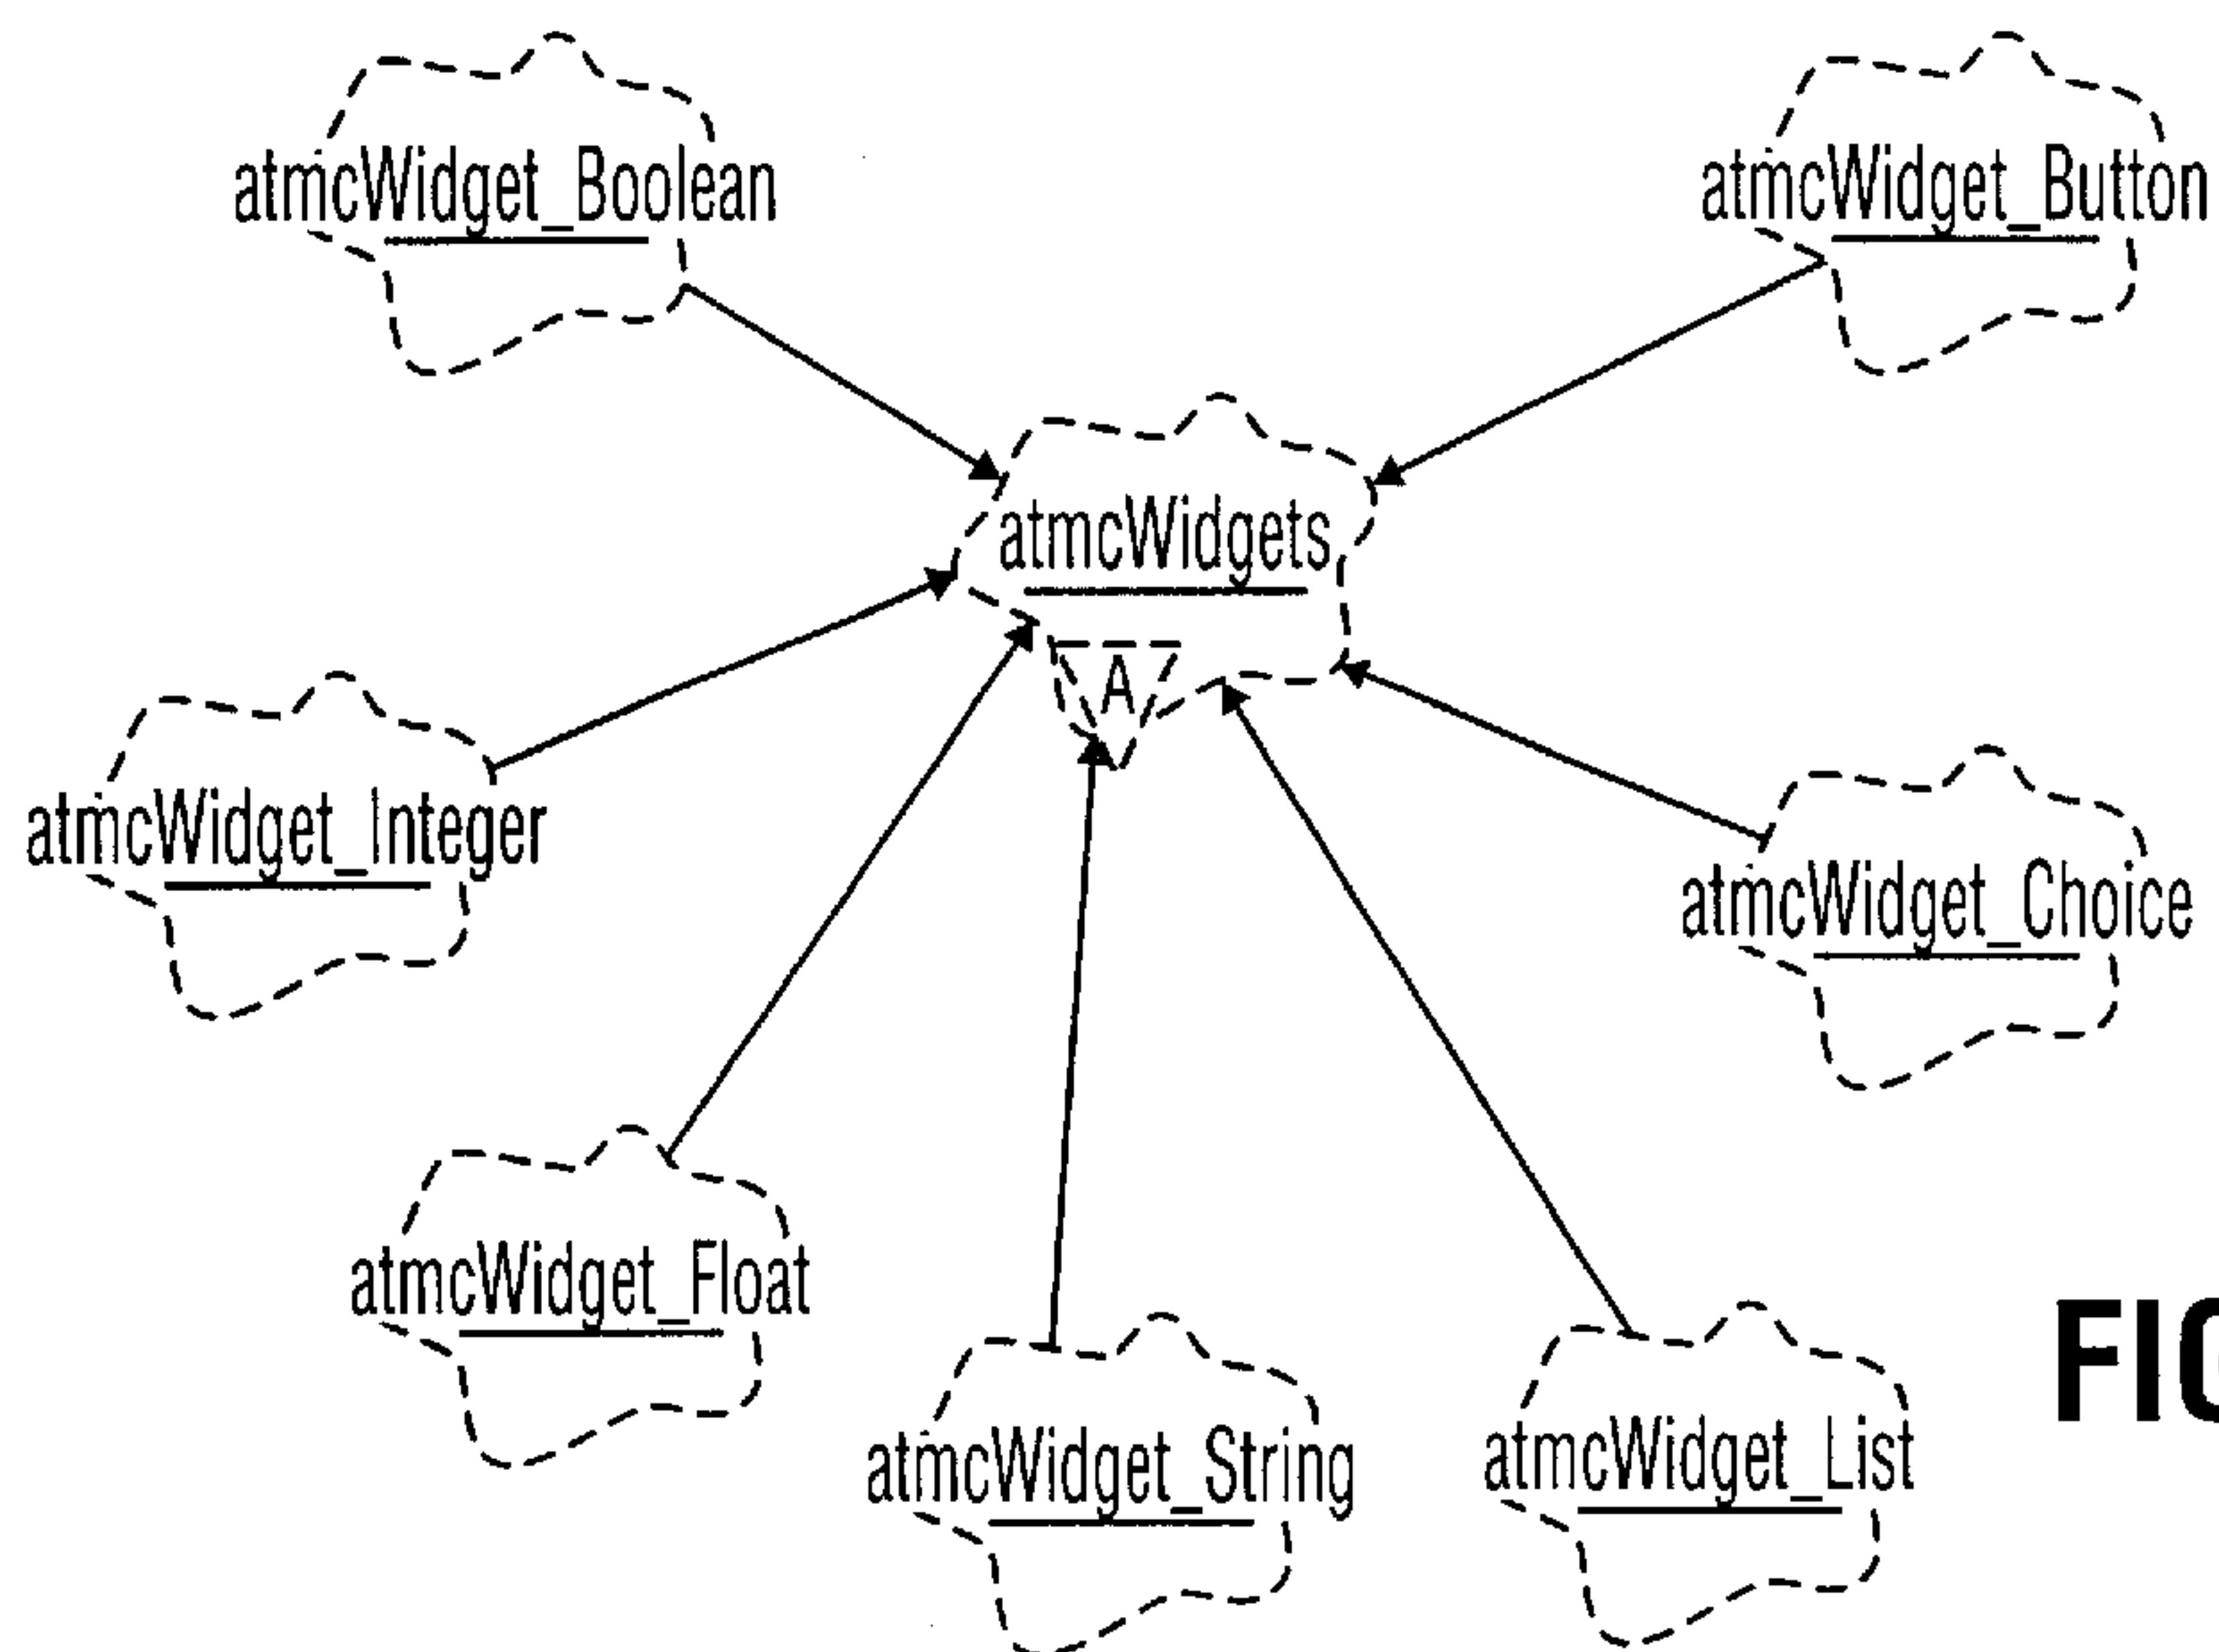 atmcWidget_Boolean
atmcWidget_Button
atmcWidgets
A
atmcWidget_Integer
atmcWidget_Choice
atmcWidget_Float
atmcWidget_String
atmcWidget_List